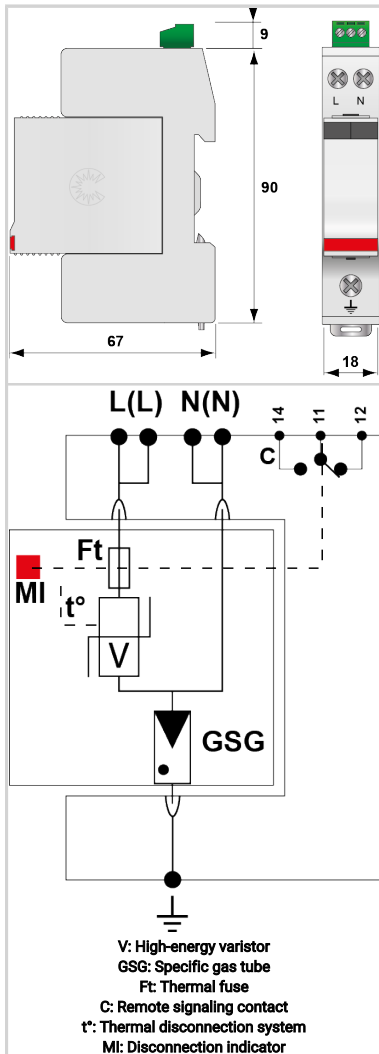 9
L N
90
67
18
L(L) N(N) 14 11 12
C
Ft
MI
t°
V
GSG
V: High-energy varistor
GSG: Specific gas tube
Ft: Thermal fuse
C: Remote signaling contact
t°: Thermal disconnection system
MI: Disconnection indicator